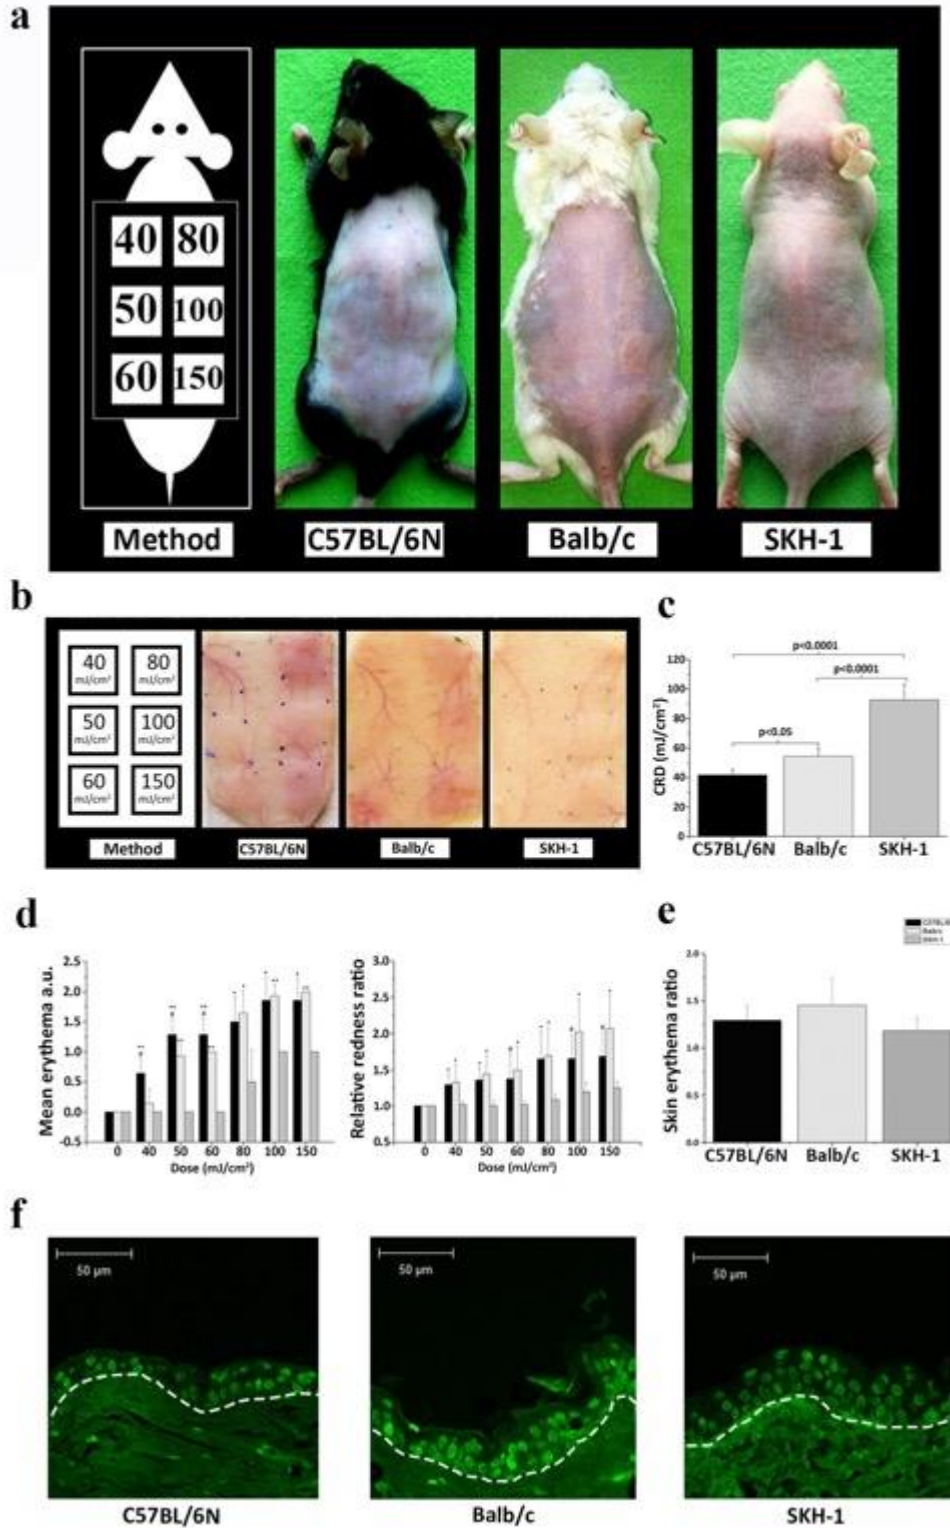 a
40 80
50 100
60 150
Method C57BL/6N Balb/c SKH-1
b
40 mJ/cm² 80 mJ/cm²
50 mJ/cm² 100 mJ/cm²
60 mJ/cm² 150 mJ/cm²
Method C57BL/6N Balb/c SKH-1
c
p<0.0001
p<0.0001
p<0.05
CRD (mJ/cm²)
120
100
80
60
40
20
0
C57BL/6N Balb/c SKH-1
d
Mean erythema a.u.
2.5
2.0
1.5
1.0
0.5
0.0
-0.5
0 40 50 60 80 100 150
Dose (mJ/cm²)
Relative redness ratio
3.0
2.5
2.0
1.5
1.0
0.5
0 40 50 60 80 100 150
Dose (mJ/cm²)
e
Balb/c
SKH-1
Skin erythema ratio
2.0
1.5
1.0
0.0
C57BL/6N Balb/c SKH-1
f
50 µm 50 µm 50 µm
C57BL/6N Balb/c SKH-1